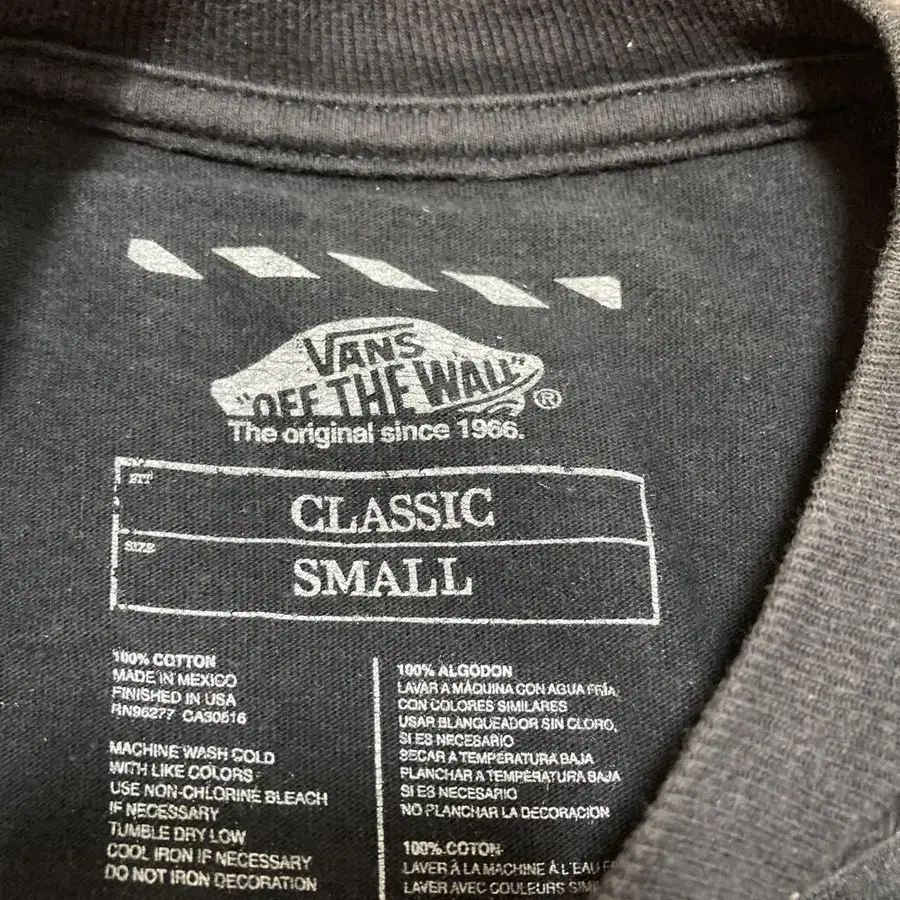 VANS
"OFF THE WALL"
®
The original since 1966.
FIT
CLASSIC
SIZE
SMALL
100% COTTON
MADE IN MEXICO
FINISHED IN USA
RN96277 CA30516
MACHINE WASH COLD
WITH LIKE COLORS
USE NON-CHLORINE BLEACH
IF NECESSARY
TUMBLE DRY LOW
COOL IRON IF NECESSARY
DO NOT IRON DECORATION
100% ALGODON
LAVAR A MÁQUINA CON AGUA FRÍA,
CON COLORES SIMILARES
USAR BLANQUEADOR SIN CLORO,
SI ES NECESARIO
SECAR A TEMPERATURA BAJA
PLANCHAR A TEMPERATURA BAJA
SI ES NECESARIO
NO PLANCHAR LA DECORACIÓN
100% COTON
LAVER À LA MACHINE À L'EAU
LAVER AVEC COULEURS